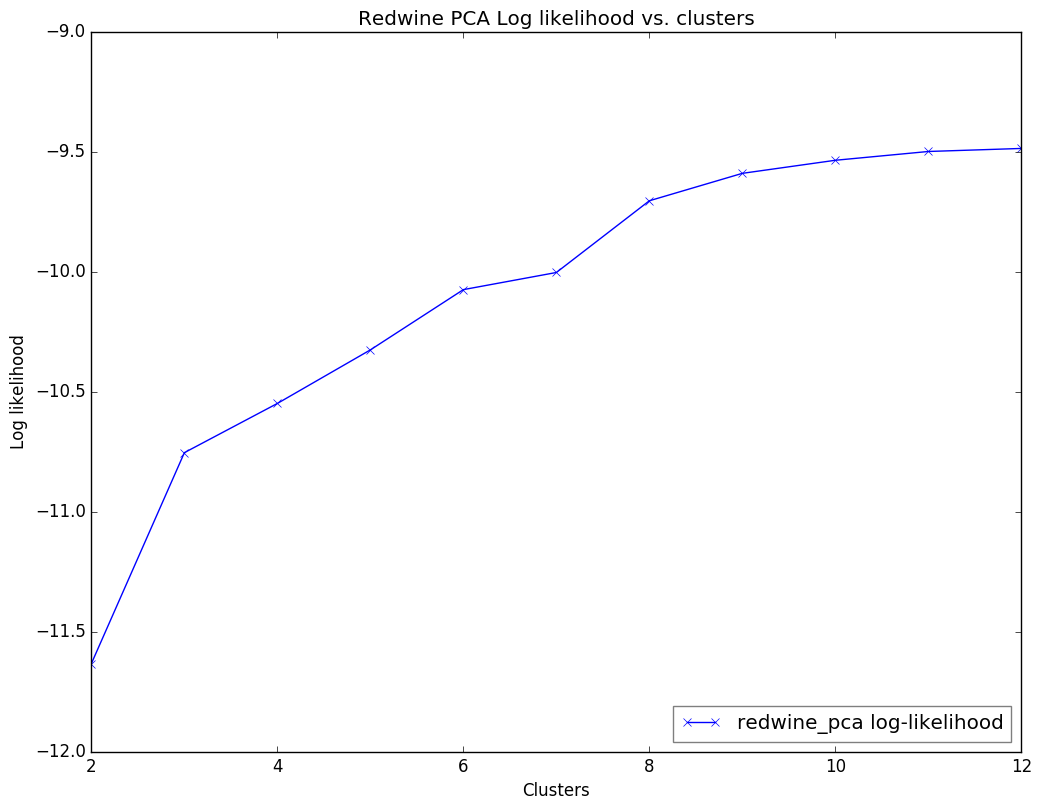 Redwine PCA Log likelihood vs. clusters
−9.0
−9.5
−10.0
−10.5
−11.0
−11.5
−12.0
Log likelihood
redwine_pca log-likelihood
2 4 6 8 10 12
Clusters